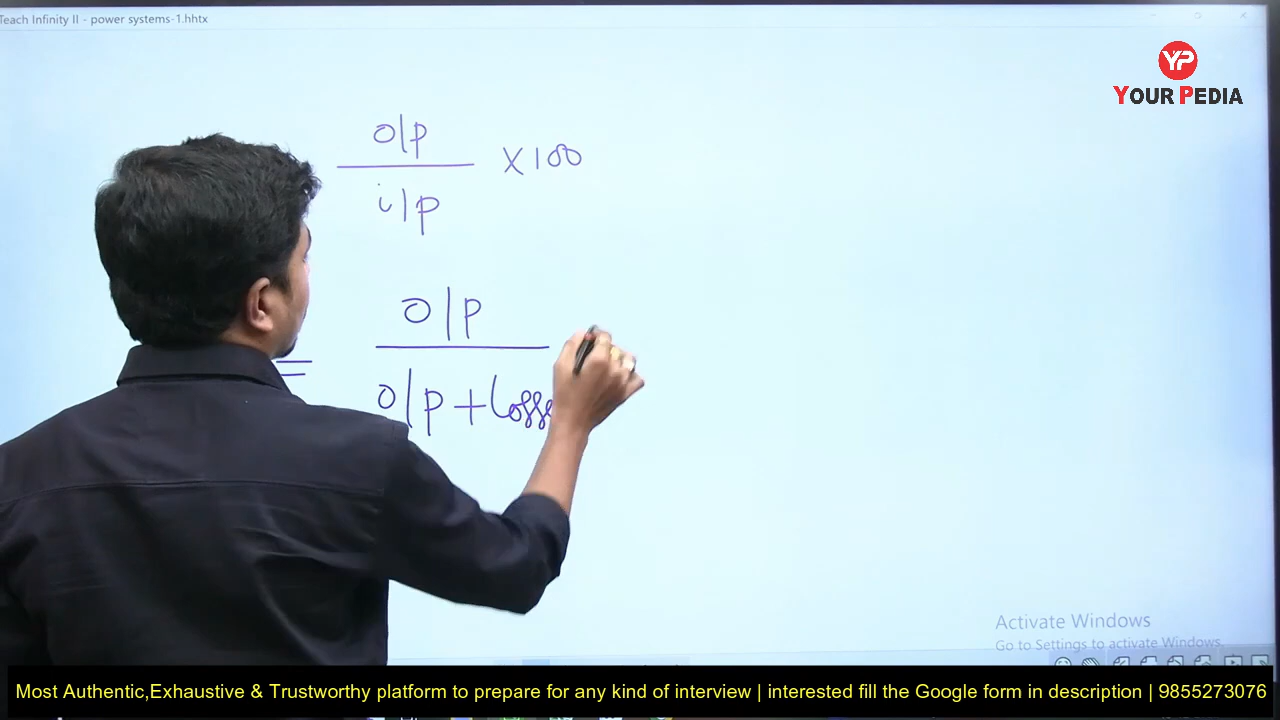 Teach Infinity II - power systems-1.hhtx
YP
YOUR PEDIA
o|p
× 100
i|p
o|p
=
o|p + losse
Activate Windows
Go to Settings to activate Windows.
Most Authentic,Exhaustive & Trustworthy platform to prepare for any kind of interview | interested fill the Google form in description | 9855273076